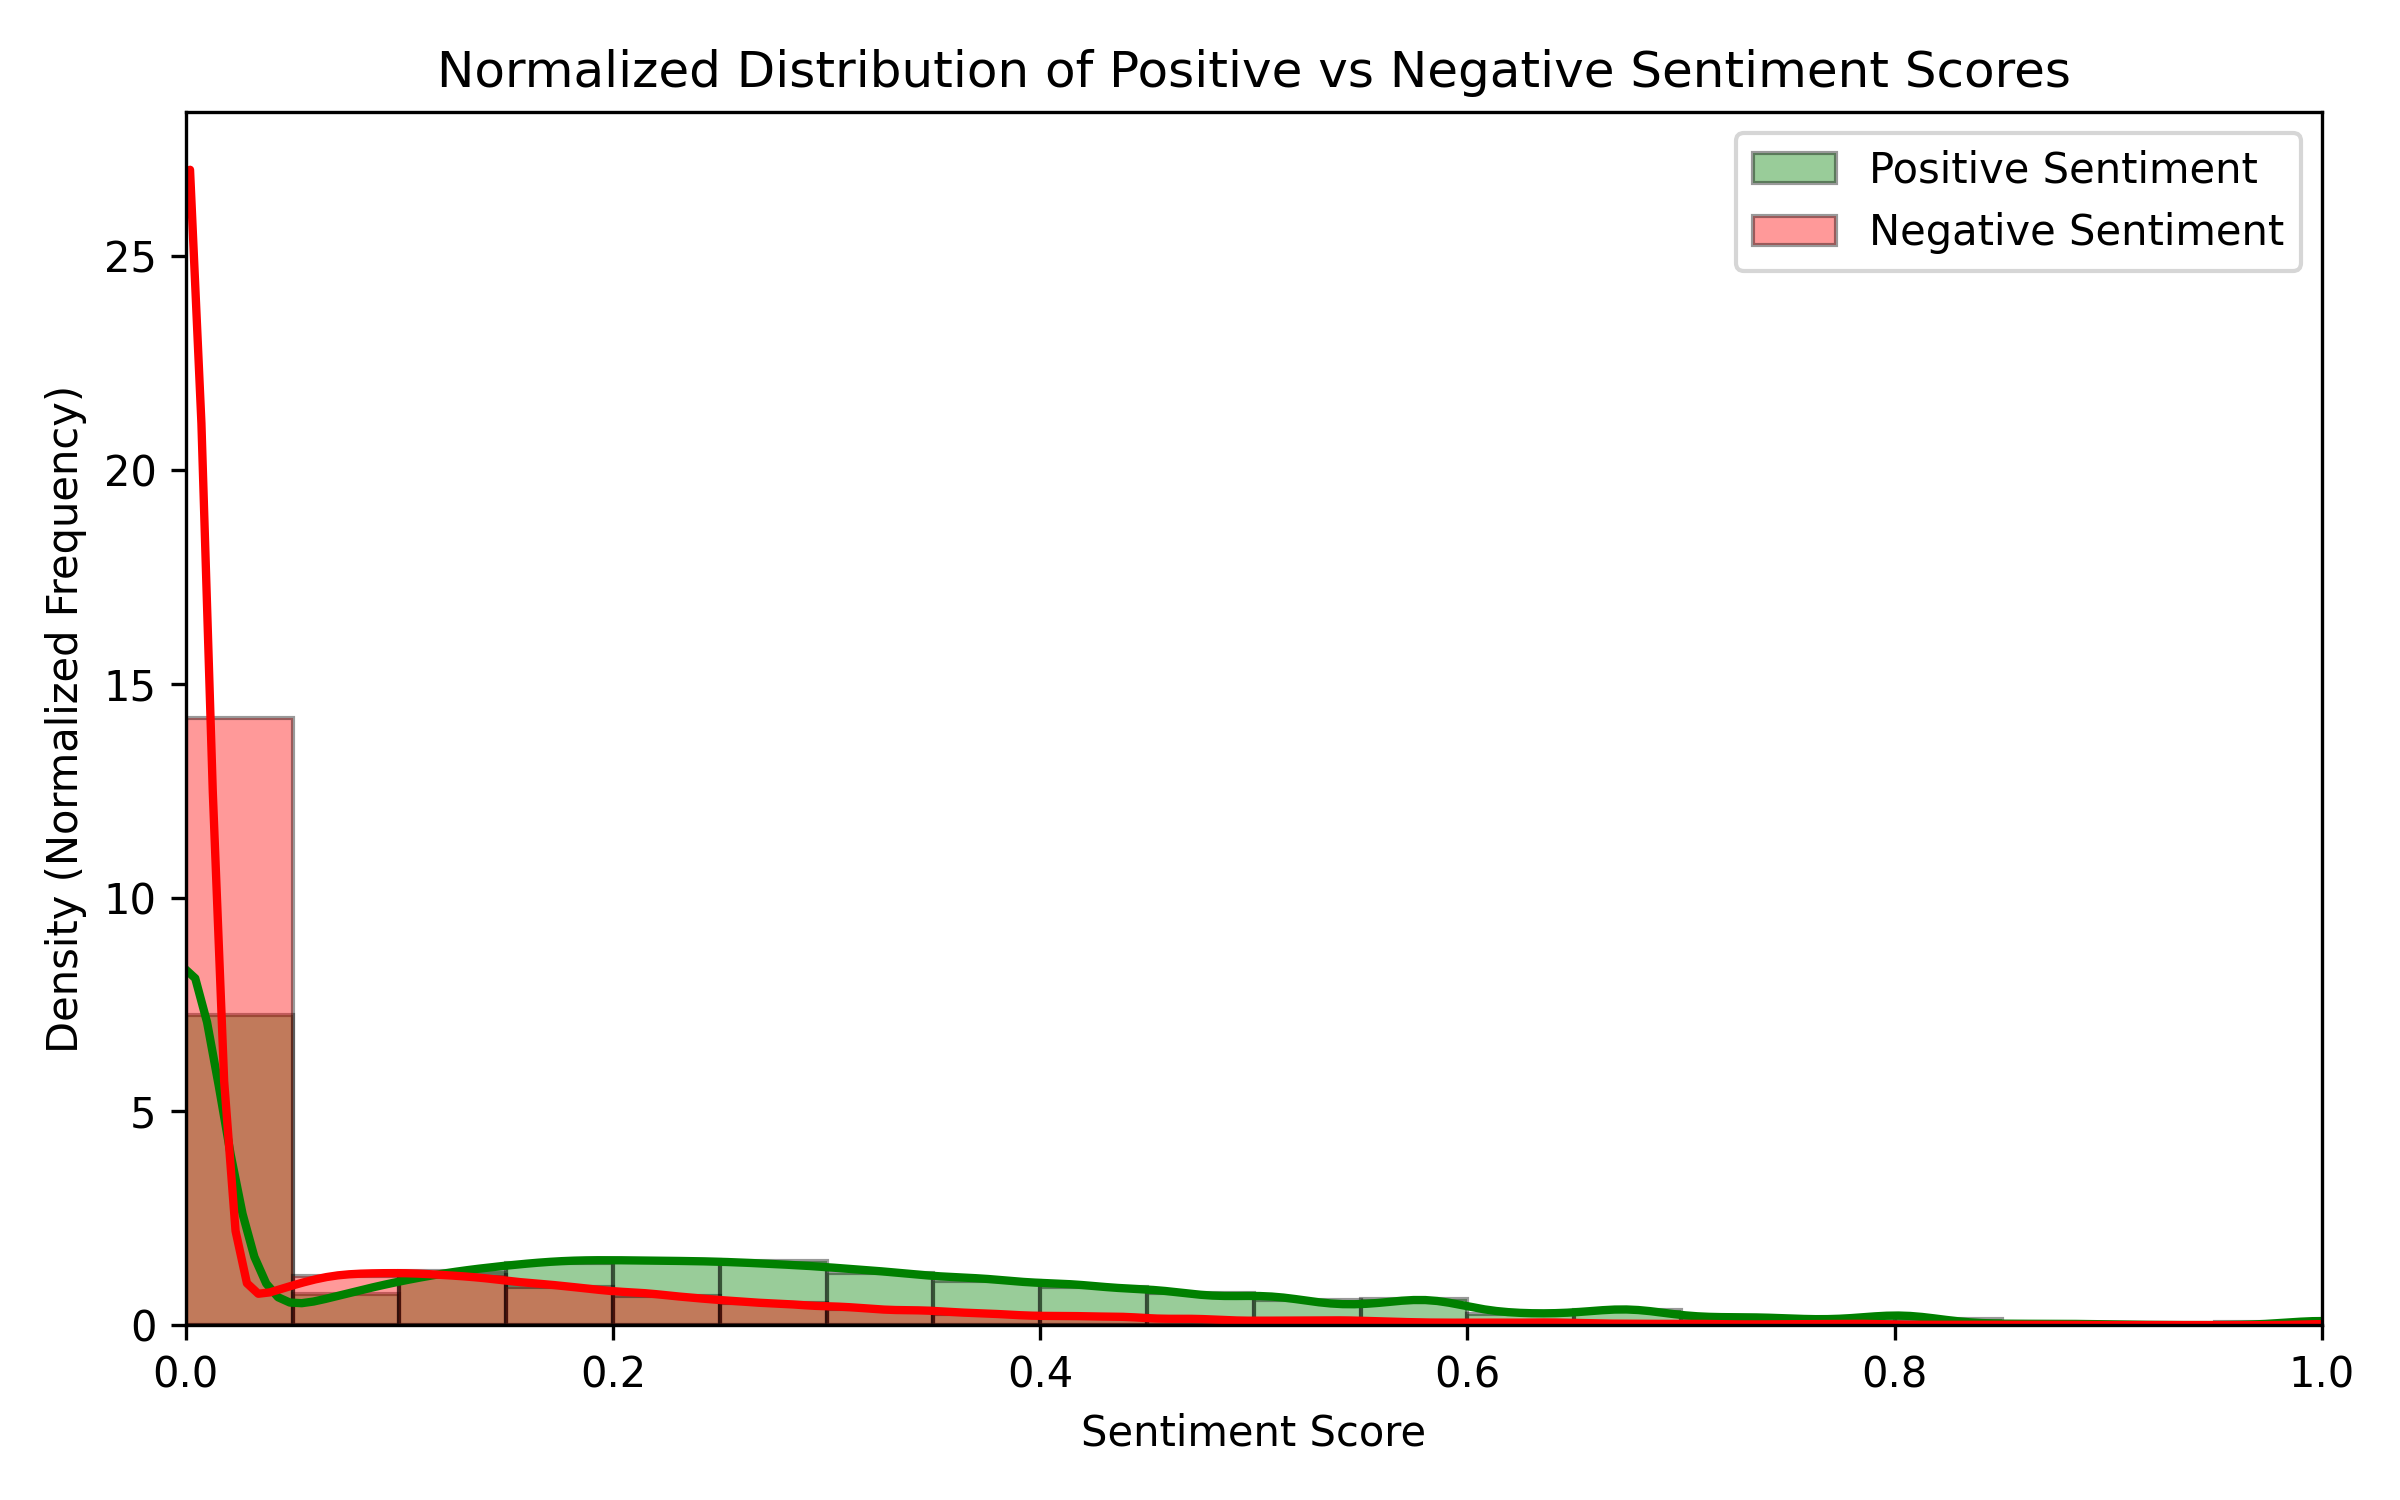 Normalized Distribution of Positive vs Negative Sentiment Scores
Positive Sentiment
Negative Sentiment
Density (Normalized Frequency)
25
20
15
10
5
0
0.0 0.2 0.4 0.6 0.8 1.0
Sentiment Score